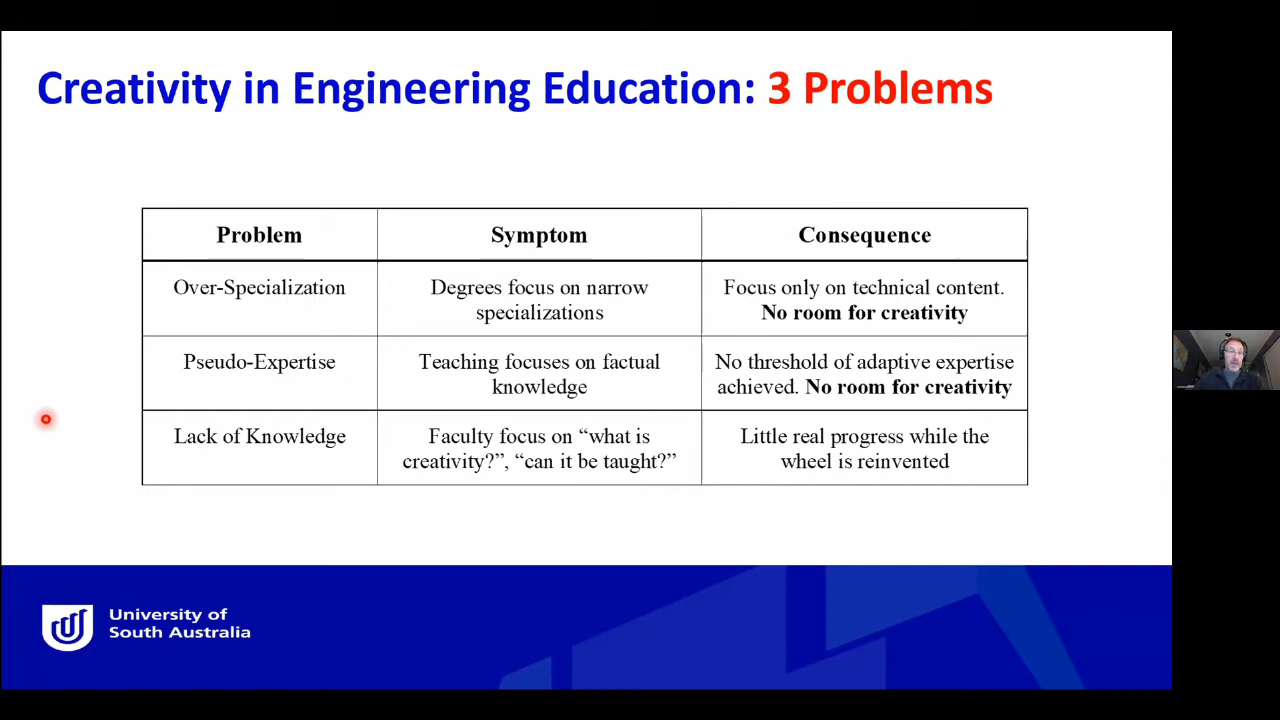 Creativity in Engineering Education: 3 Problems
Problem
Symptom
Consequence
Over-Specialization
Degrees focus on narrow
specializations
Focus only on technical content.
No room for creativity
Pseudo-Expertise
Teaching focuses on factual
knowledge
No threshold of adaptive expertise
achieved. No room for creativity
Lack of Knowledge
Faculty focus on “what is
creativity?”, “can it be taught?”
Little real progress while the
wheel is reinvented
University of
South Australia